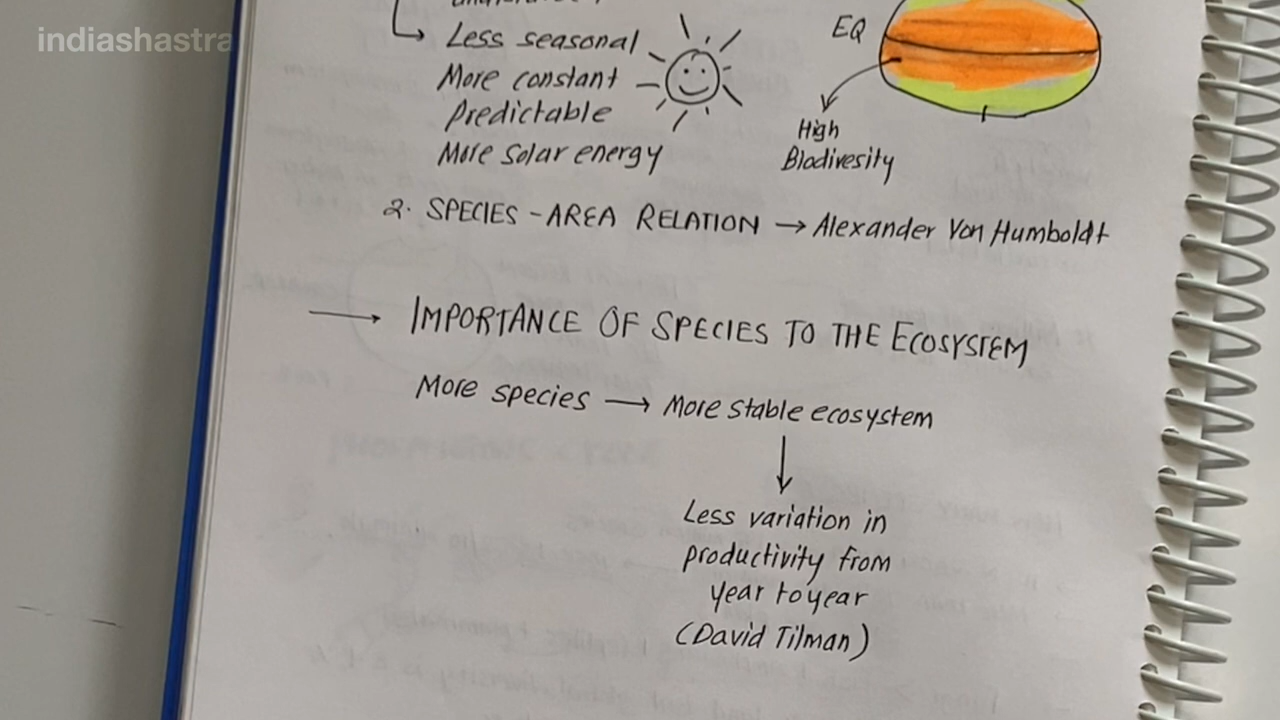 indiashastra
Less seasonal
More constant
Predictable
More Solar energy
EQ
High
Biodivesity
2. SPECIES - AREA RELATION → Alexander Von Humboldt
→ IMPORTANCE OF SPECIES TO THE ECOSYSTEM
More species → More stable ecosystem
Less variation in
productivity from
year to year
(David Tilman)